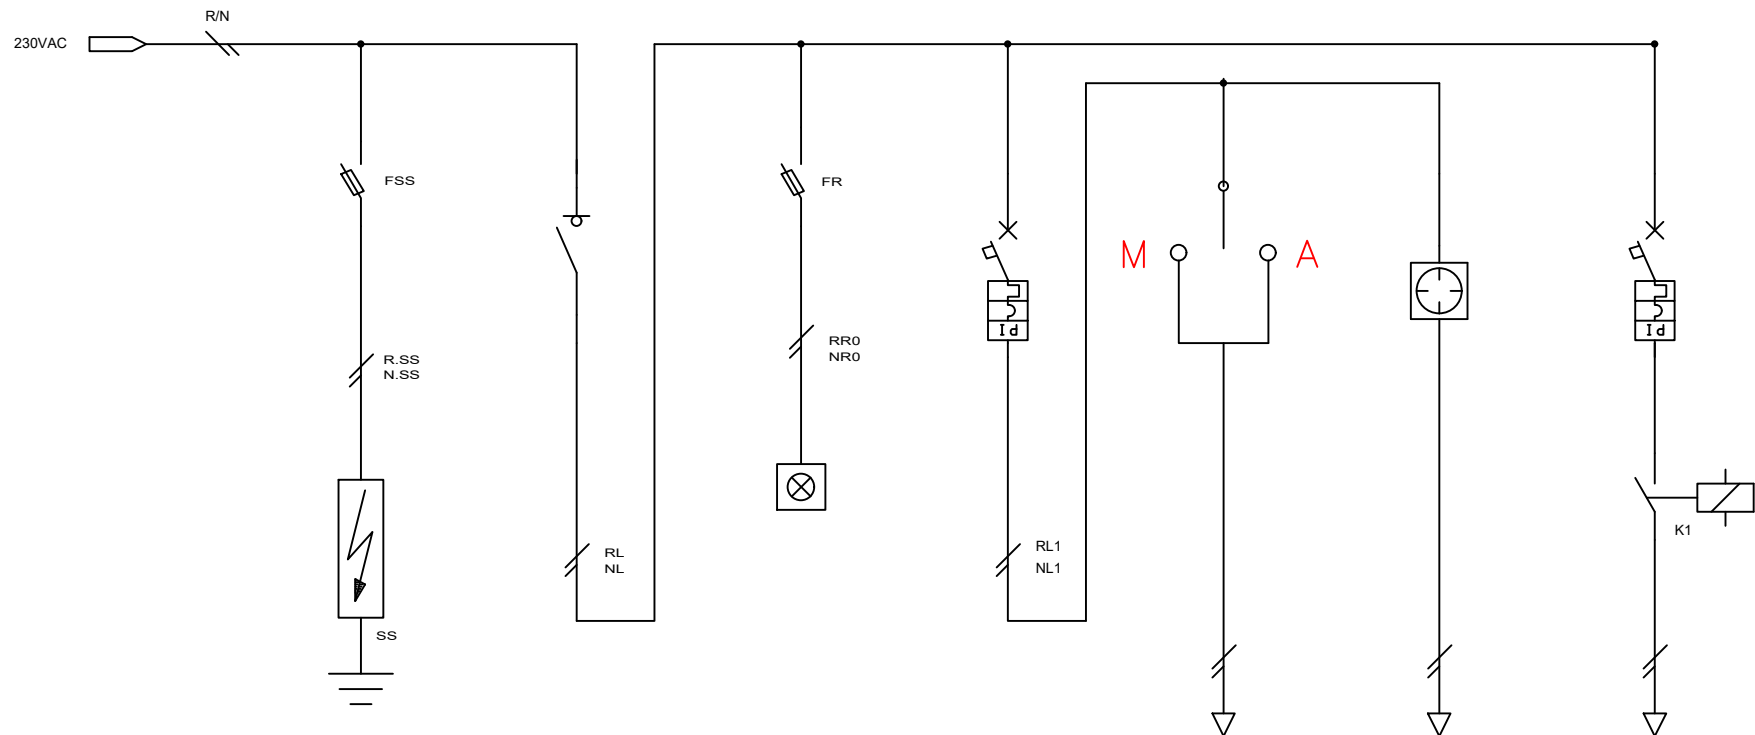 R/N
230VAC
FSS
FR
M
A
Id
Id
RR0
NR0
R.SS
N.SS
K1
RL
NL
RL1
NL1
SS